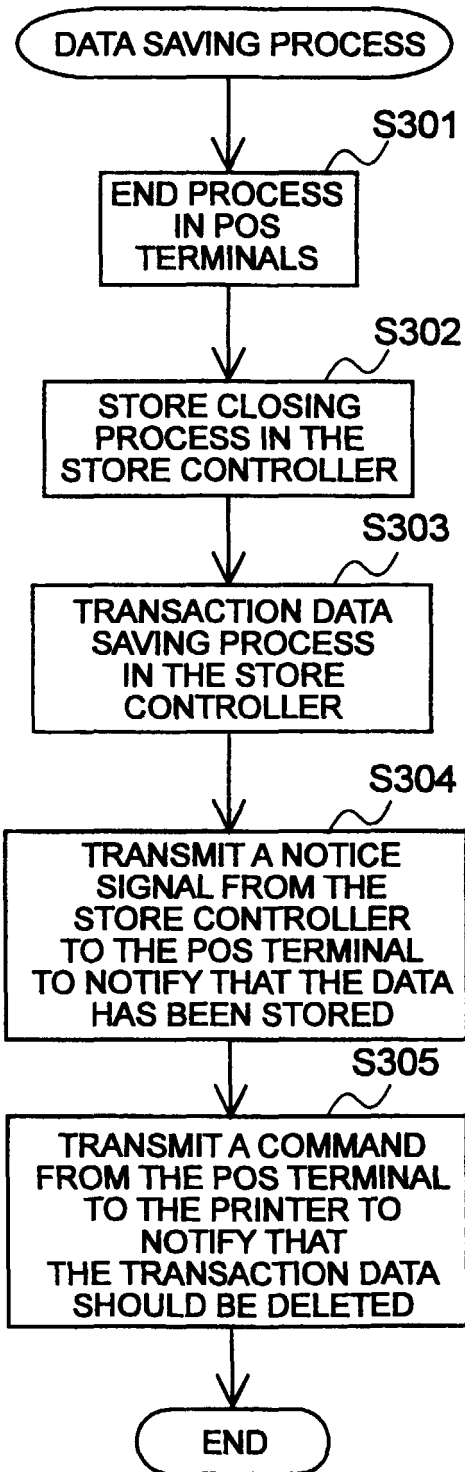 DATA SAVING PROCESS
S301
END PROCESS
IN POS
TERMINALS
S302
STORE CLOSING
PROCESS IN THE
STORE CONTROLLER
S303
TRANSACTION DATA
SAVING PROCESS
IN THE STORE
CONTROLLER
S304
TRANSMIT A NOTICE
SIGNAL FROM THE
STORE CONTROLLER
TO THE POS TERMINAL
TO NOTIFY THAT THE DATA
HAS BEEN STORED
S305
TRANSMIT A COMMAND
FROM THE POS TERMINAL
TO THE PRINTER TO
NOTIFY THAT
THE TRANSACTION DATA
SHOULD BE DELETED
END